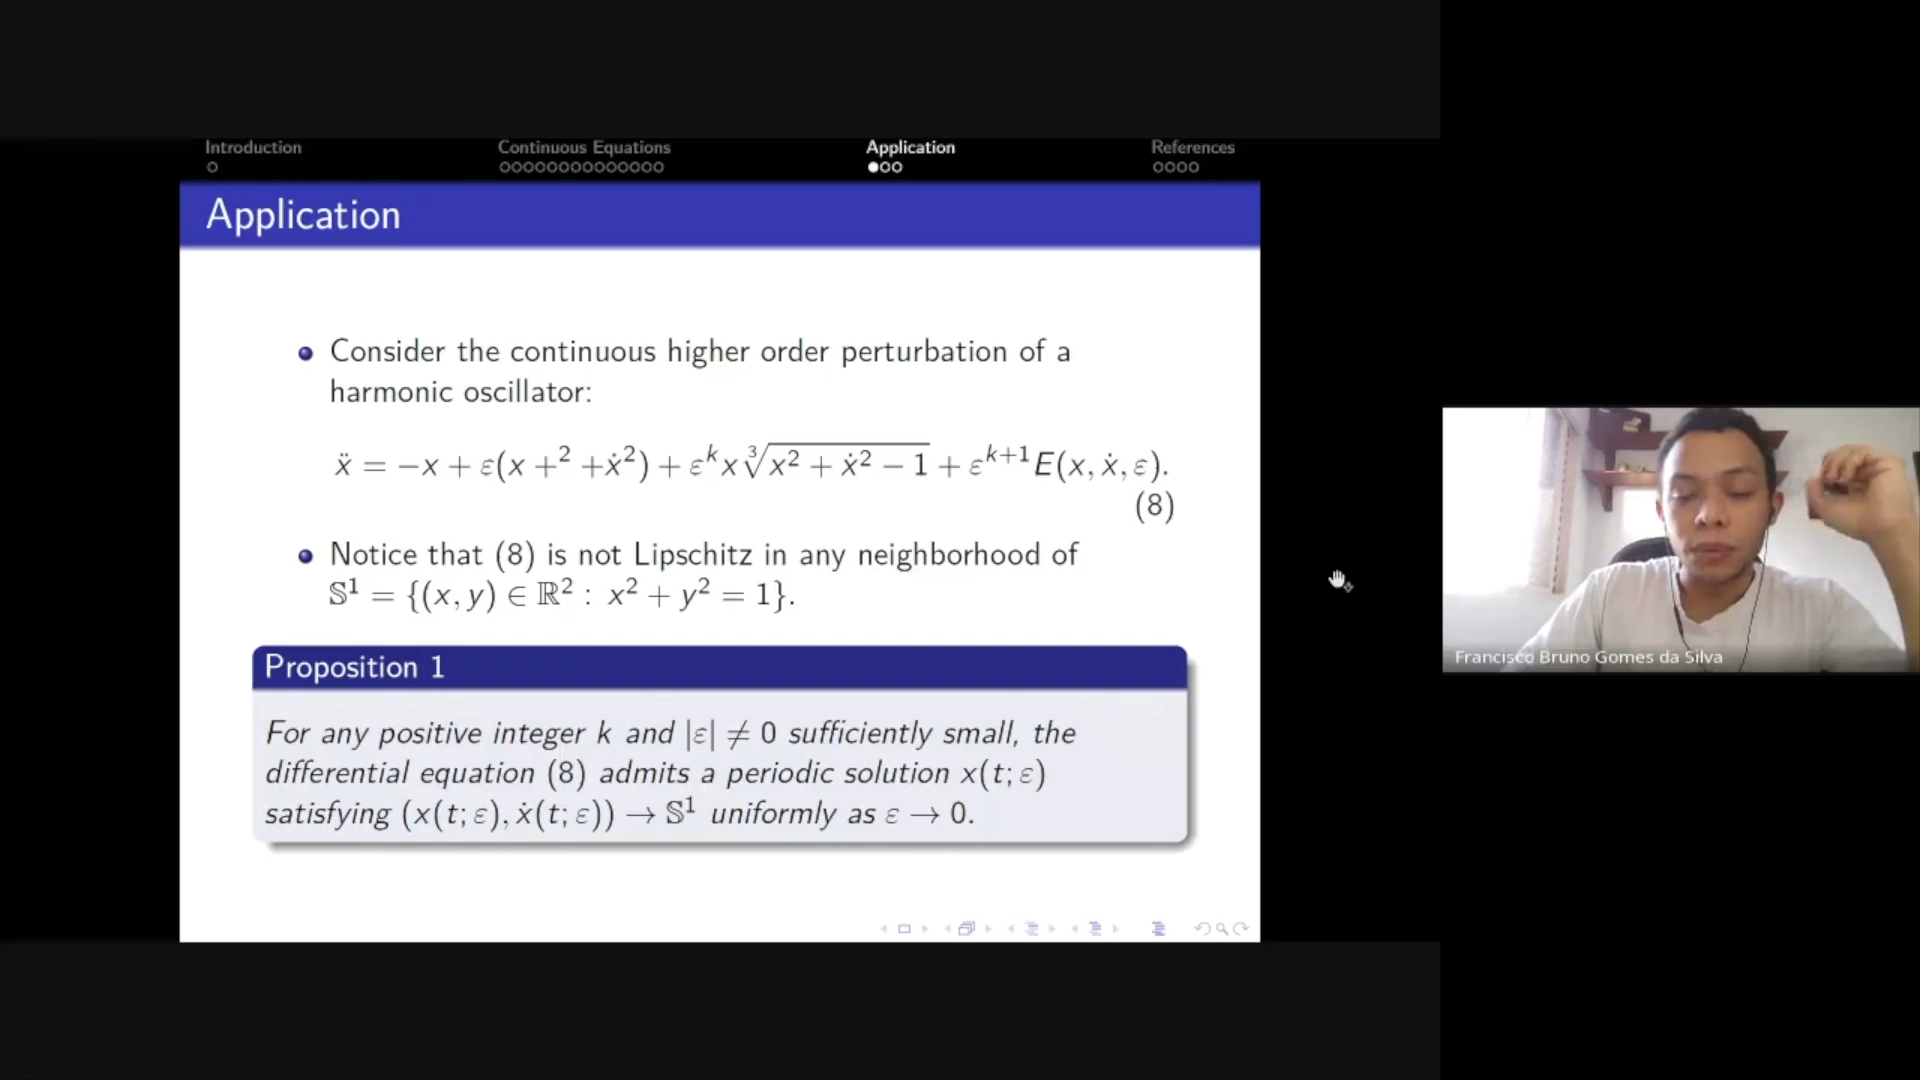 Introduction
Continuous Equations
Application
References
Application
Consider the continuous higher order perturbation of a
harmonic oscillator:
ẍ = −x + ε(x +² +ẋ²) + εᵏx∛(x² + ẋ² − 1) + εᵏ⁺¹E(x, ẋ, ε).
(8)
Notice that (8) is not Lipschitz in any neighborhood of
𝕊¹ = {(x, y) ∈ ℝ² : x² + y² = 1}.
Proposition 1
For any positive integer k and |ε| ≠ 0 sufficiently small, the
differential equation (8) admits a periodic solution x(t; ε)
satisfying (x(t; ε), ẋ(t; ε)) → 𝕊¹ uniformly as ε → 0.
Francisco Bruno Gomes da Silva